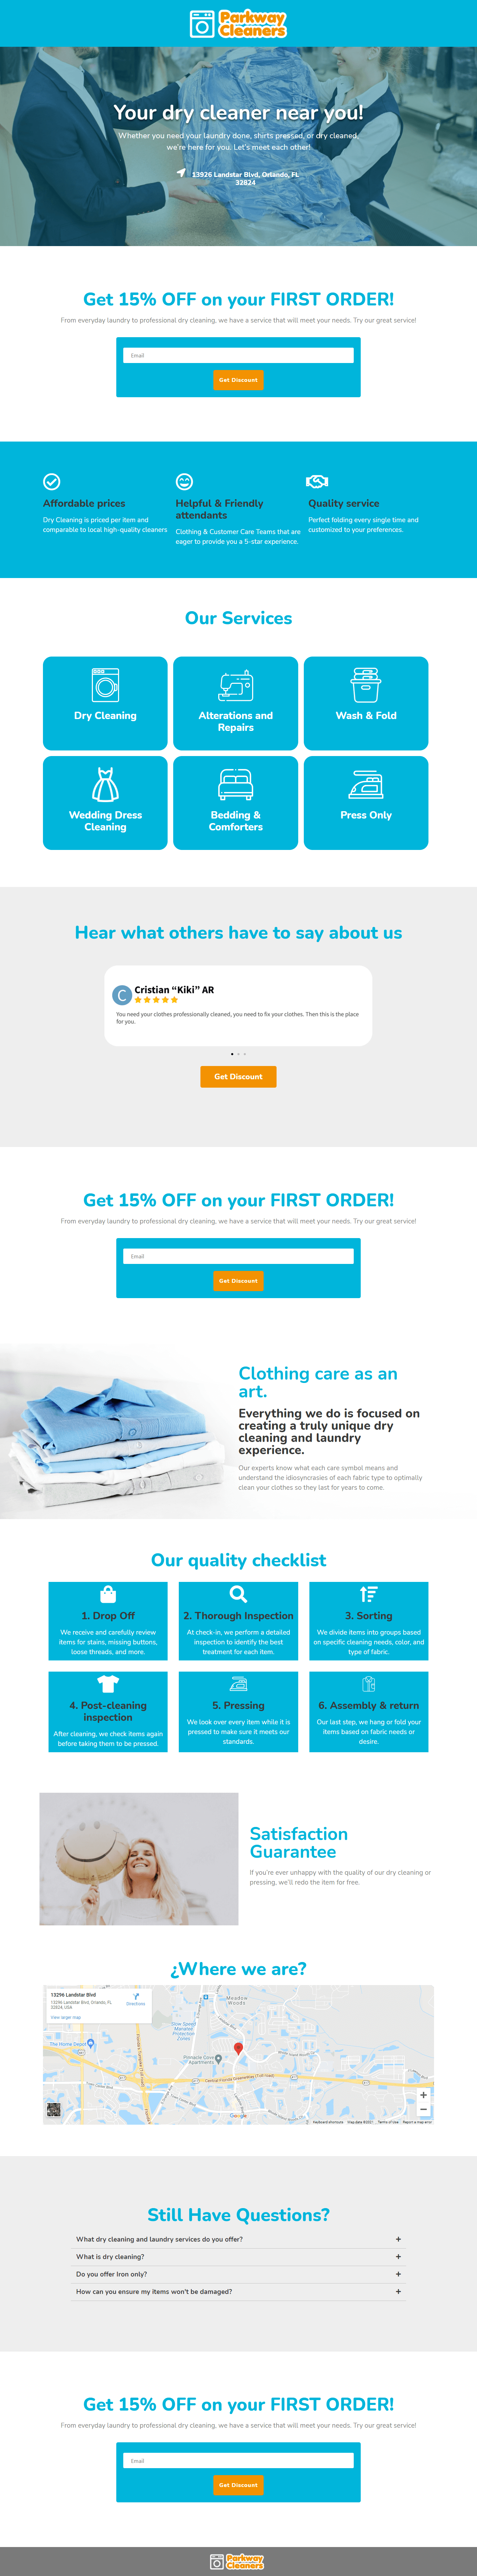 Parkway
Cleaners
Your dry cleaner near you!
Whether you need your laundry done, shirts pressed, or dry cleaned,
we're here for you. Let's meet each other!
13926 Landstar Blvd, Orlando, FL
32824
Get 15% OFF on your FIRST ORDER!
From everyday laundry to professional dry cleaning, we have a service that will meet your needs. Try our great service!
Email
Get Discount
Affordable prices
Dry Cleaning is priced per item and
comparable to local high-quality cleaners
Helpful & Friendly
attendants
Clothing & Customer Care Teams that are
eager to provide you a 5-star experience.
Quality service
Perfect folding every single time and
customized to your preferences.
Our Services
Dry Cleaning
Alterations and
Repairs
Wash & Fold
Wedding Dress
Cleaning
Bedding &
Comforters
Press Only
Hear what others have to say about us
C
Cristian “Kiki” AR
You need your clothes professionally cleaned, you need to fix your clothes. Then this is the place
for you.
Get Discount
Get 15% OFF on your FIRST ORDER!
From everyday laundry to professional dry cleaning, we have a service that will meet your needs. Try our great service!
Email
Get Discount
Clothing care as an
art.
Everything we do is focused on
creating a truly unique dry
cleaning and laundry
experience.
Our experts know what each care symbol means and
understand the idiosyncrasies of each fabric type to optimally
clean your clothes so they last for years to come.
Our quality checklist
1. Drop Off
We receive and carefully review
items for stains, missing buttons,
loose threads, and more.
2. Thorough Inspection
At check-in, we perform a detailed
inspection to identify the best
treatment for each item.
3. Sorting
We divide items into groups based
on specific cleaning needs, color, and
type of fabric.
4. Post-cleaning
inspection
After cleaning, we check items again
before taking them to be pressed.
5. Pressing
We look over every item while it is
pressed to make sure it meets our
standards.
6. Assembly & return
Our last step, we hang or fold your
items based on fabric needs or
desire.
Satisfaction
Guarantee
If you're ever unhappy with the quality of our dry cleaning or
pressing, we'll redo the item for free.
¿Where we are?
13296 Landstar Blvd
13296 Landstar Blvd, Orlando, FL
32824, USA
Directions
View larger map
Meadow
Woods
The Home Depot
Pinnacle Cove
Apartments
Google
Keyboard shortcuts
Map data ©2021
Terms of Use
Report a map error
Still Have Questions?
What dry cleaning and laundry services do you offer?
What is dry cleaning?
Do you offer Iron only?
How can you ensure my items won't be damaged?
Get 15% OFF on your FIRST ORDER!
From everyday laundry to professional dry cleaning, we have a service that will meet your needs. Try our great service!
Email
Get Discount
Parkway
Cleaners